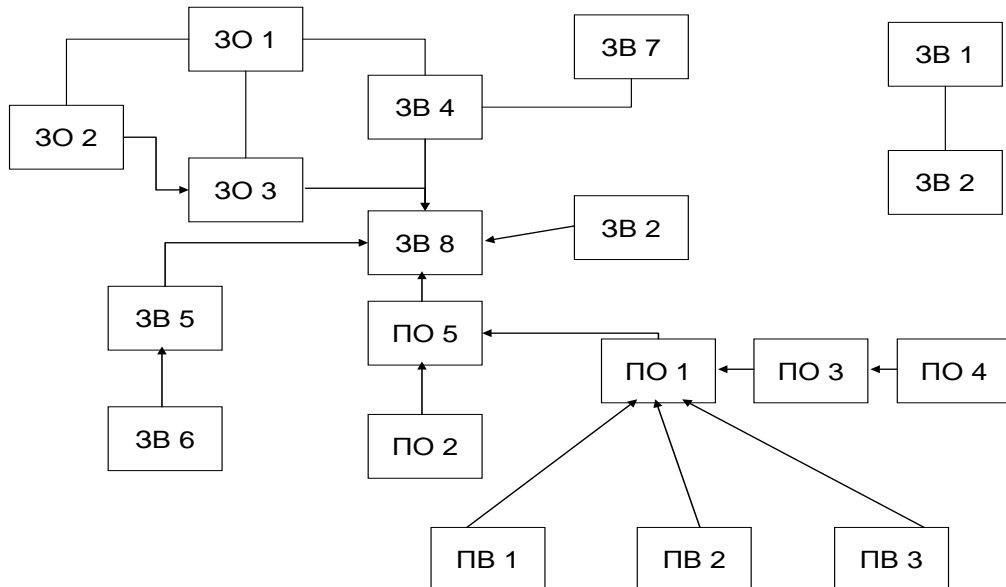 ЗО 1
ЗВ 7
ЗВ 1
ЗВ 4
ЗО 2
ЗО 3
ЗВ 2
ЗВ 8
ЗВ 2
ЗВ 5
ПО 5
ПО 1
ПО 3
ПО 4
ЗВ 6
ПО 2
ПВ 1
ПВ 2
ПВ 3